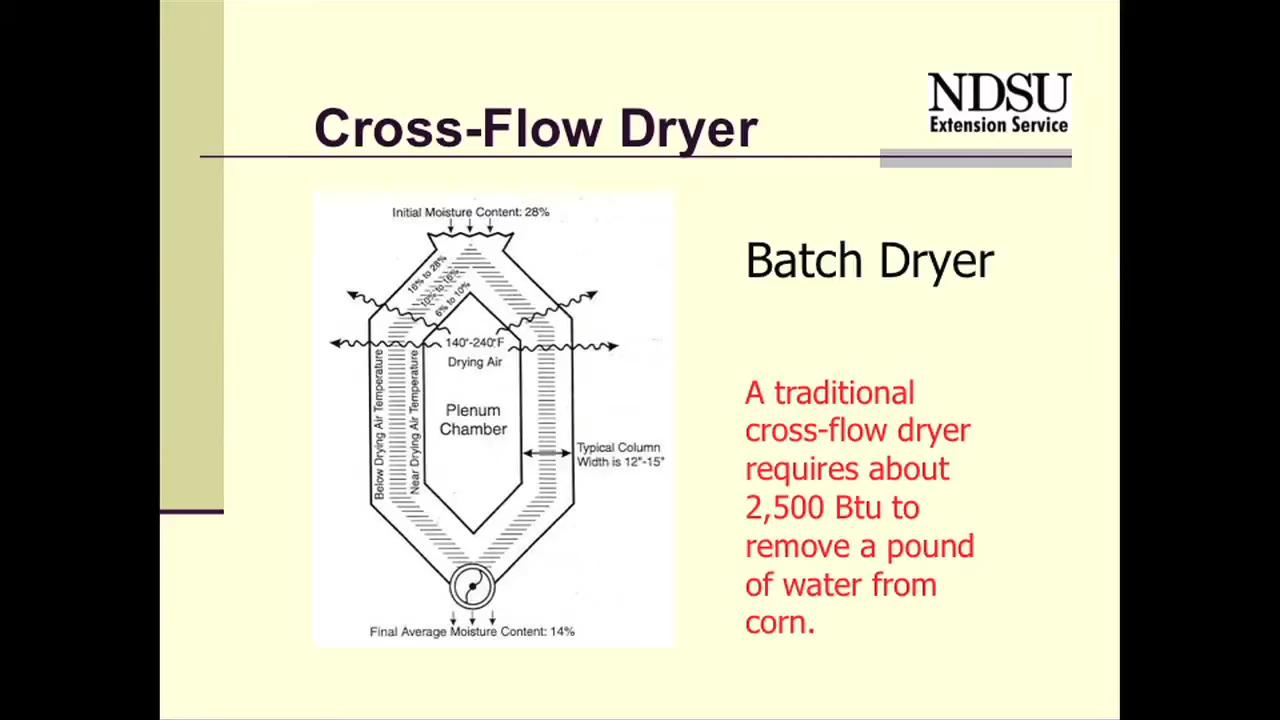 NDSU
Extension Service
Cross-Flow Dryer
Initial Moisture Content: 28%
16% to 28%
10% to 16%
6% to 10%
140°-240°F
Drying Air
Plenum
Chamber
Below Drying Air Temperature
Near Drying Air Temperature
Typical Column
Width is 12"-15"
Final Average Moisture Content: 14%
Batch Dryer
A traditional
cross-flow dryer
requires about
2,500 Btu to
remove a pound
of water from
corn.